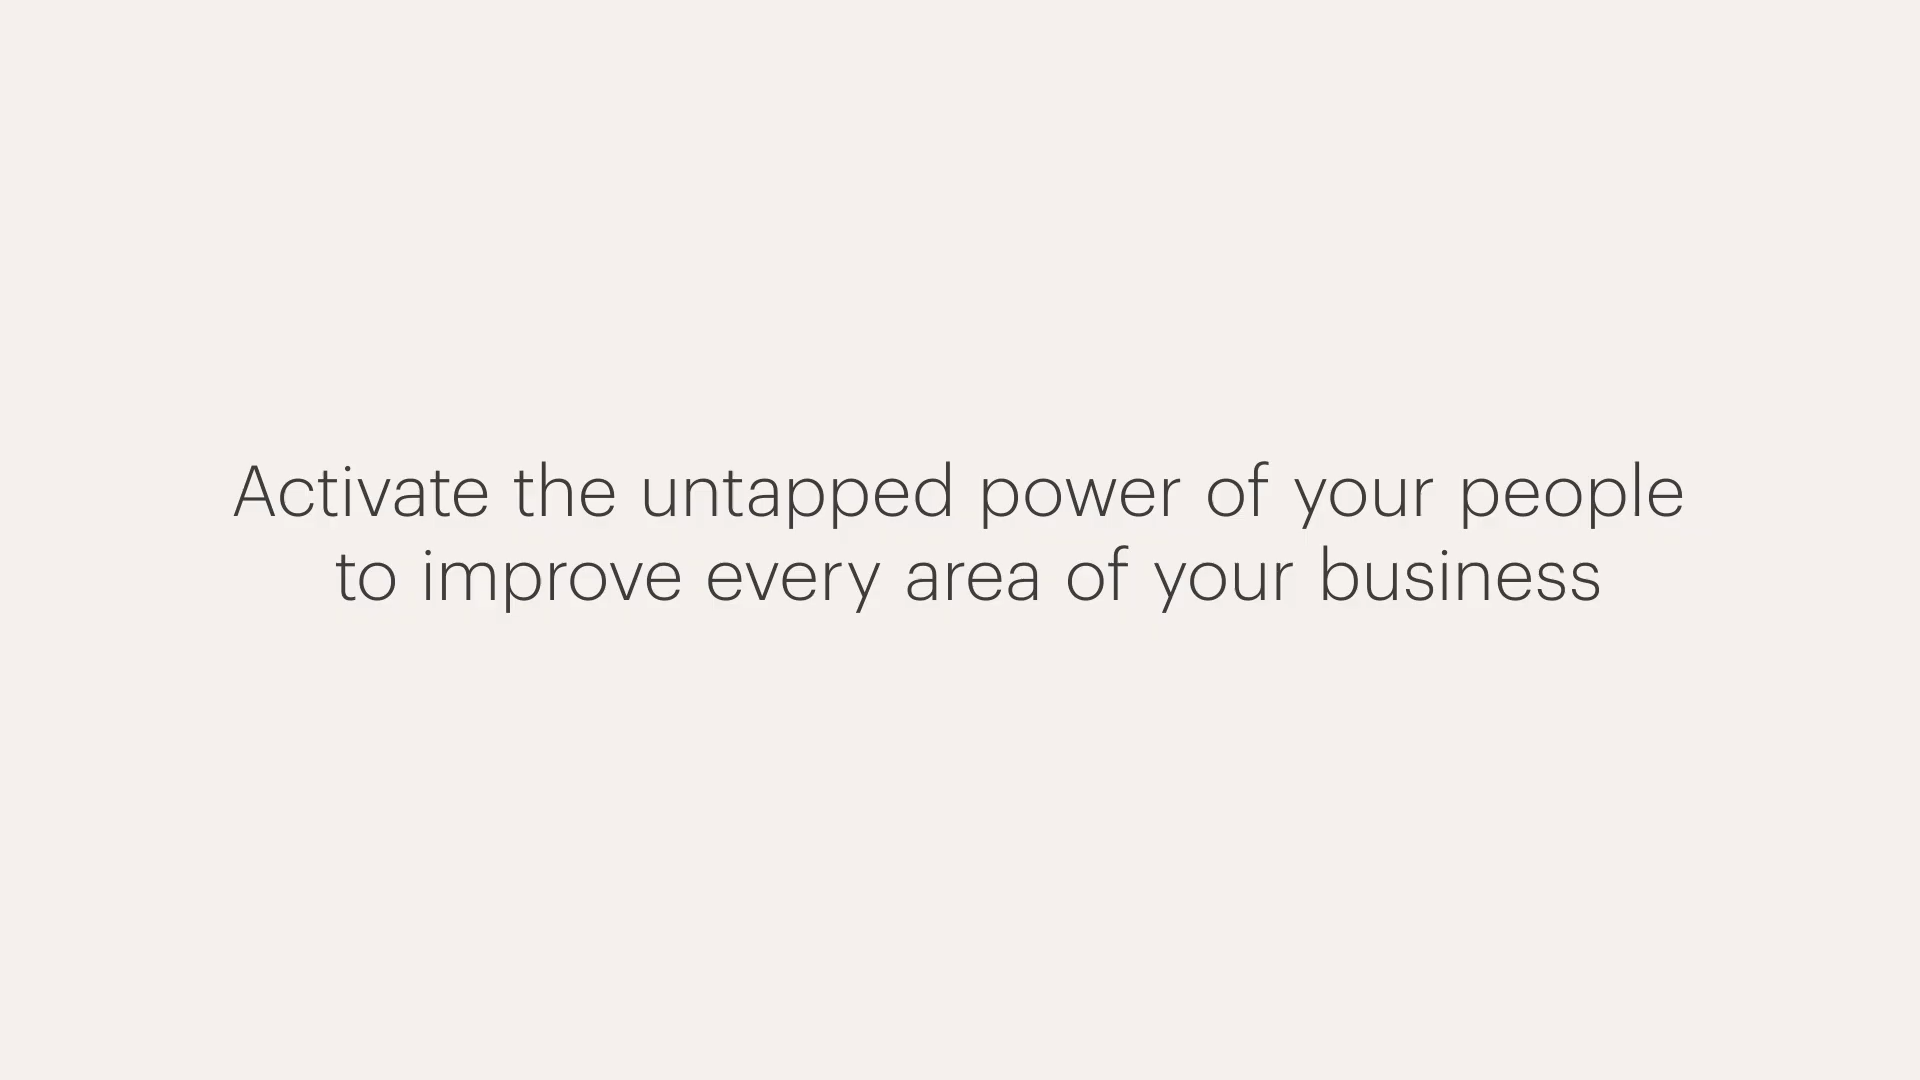 Activate the untapped power of your people
to improve every area of your business